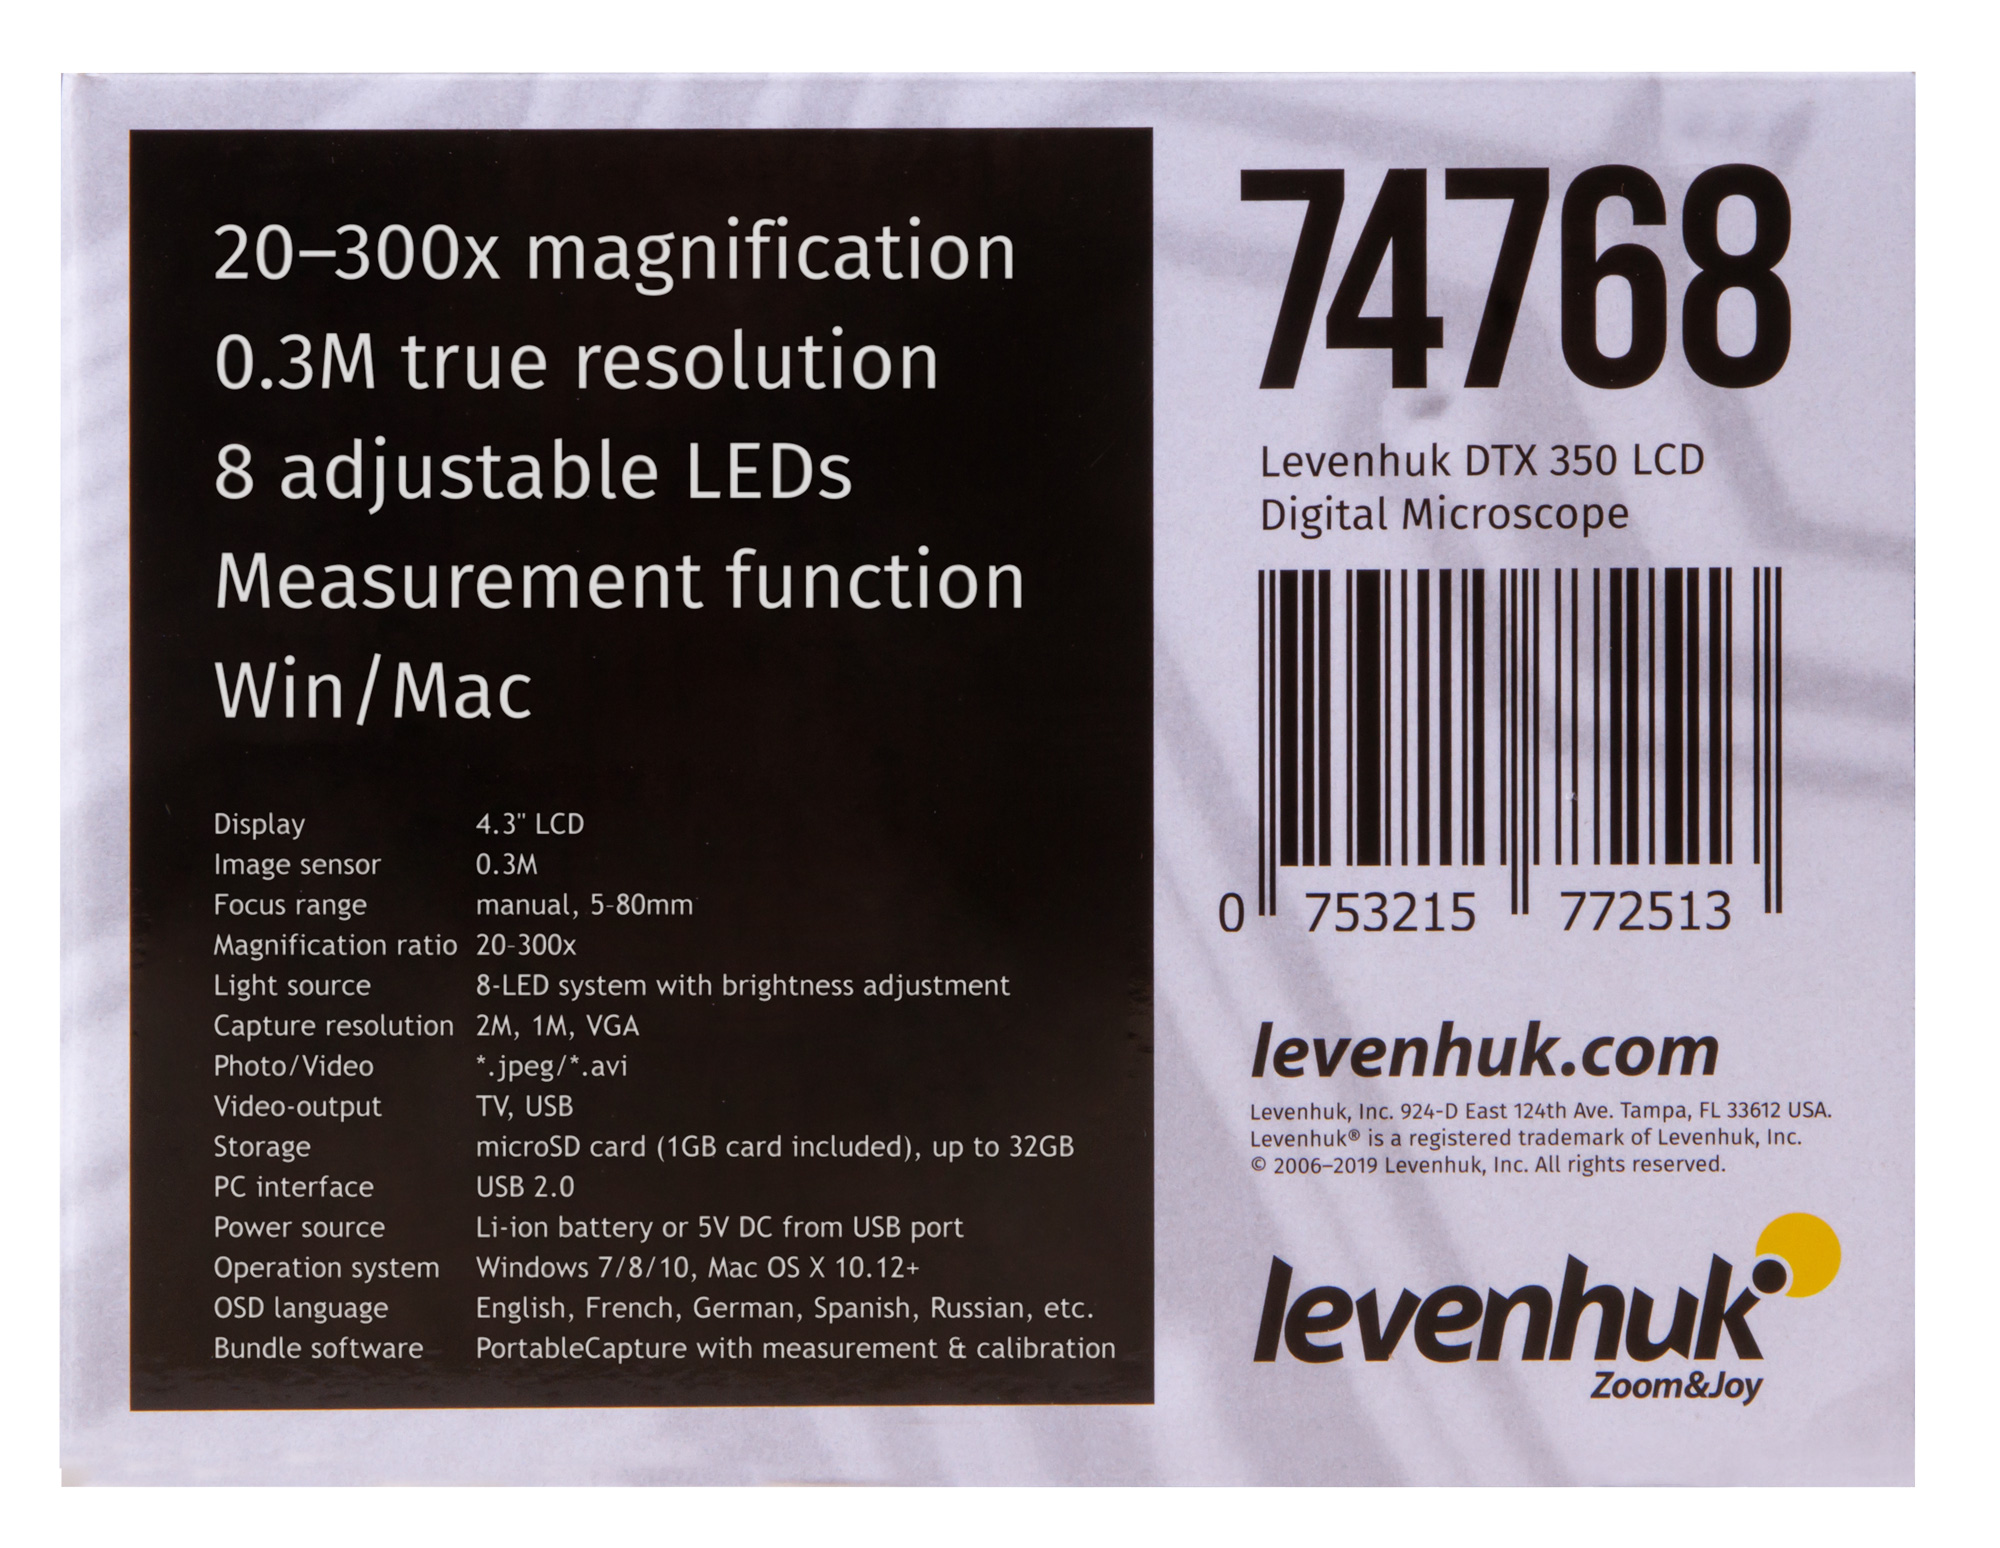 20–300x magnification
0.3M true resolution
8 adjustable LEDs
Measurement function
Win/Mac
Display 4.3" LCD
Image sensor 0.3M
Focus range manual, 5-80mm
Magnification ratio 20-300x
Light source 8-LED system with brightness adjustment
Capture resolution 2M, 1M, VGA
Photo/Video *.jpeg/*.avi
Video-output TV, USB
Storage microSD card (1GB card included), up to 32GB
PC interface USB 2.0
Power source Li-ion battery or 5V DC from USB port
Operation system Windows 7/8/10, Mac OS X 10.12+
OSD language English, French, German, Spanish, Russian, etc.
Bundle software PortableCapture with measurement & calibration
74768
Levenhuk DTX 350 LCD
Digital Microscope
0 753215 772513
levenhuk.com
Levenhuk, Inc. 924-D East 124th Ave. Tampa, FL 33612 USA.
Levenhuk® is a registered trademark of Levenhuk, Inc.
© 2006–2019 Levenhuk, Inc. All rights reserved.
levenhuk
Zoom&Joy